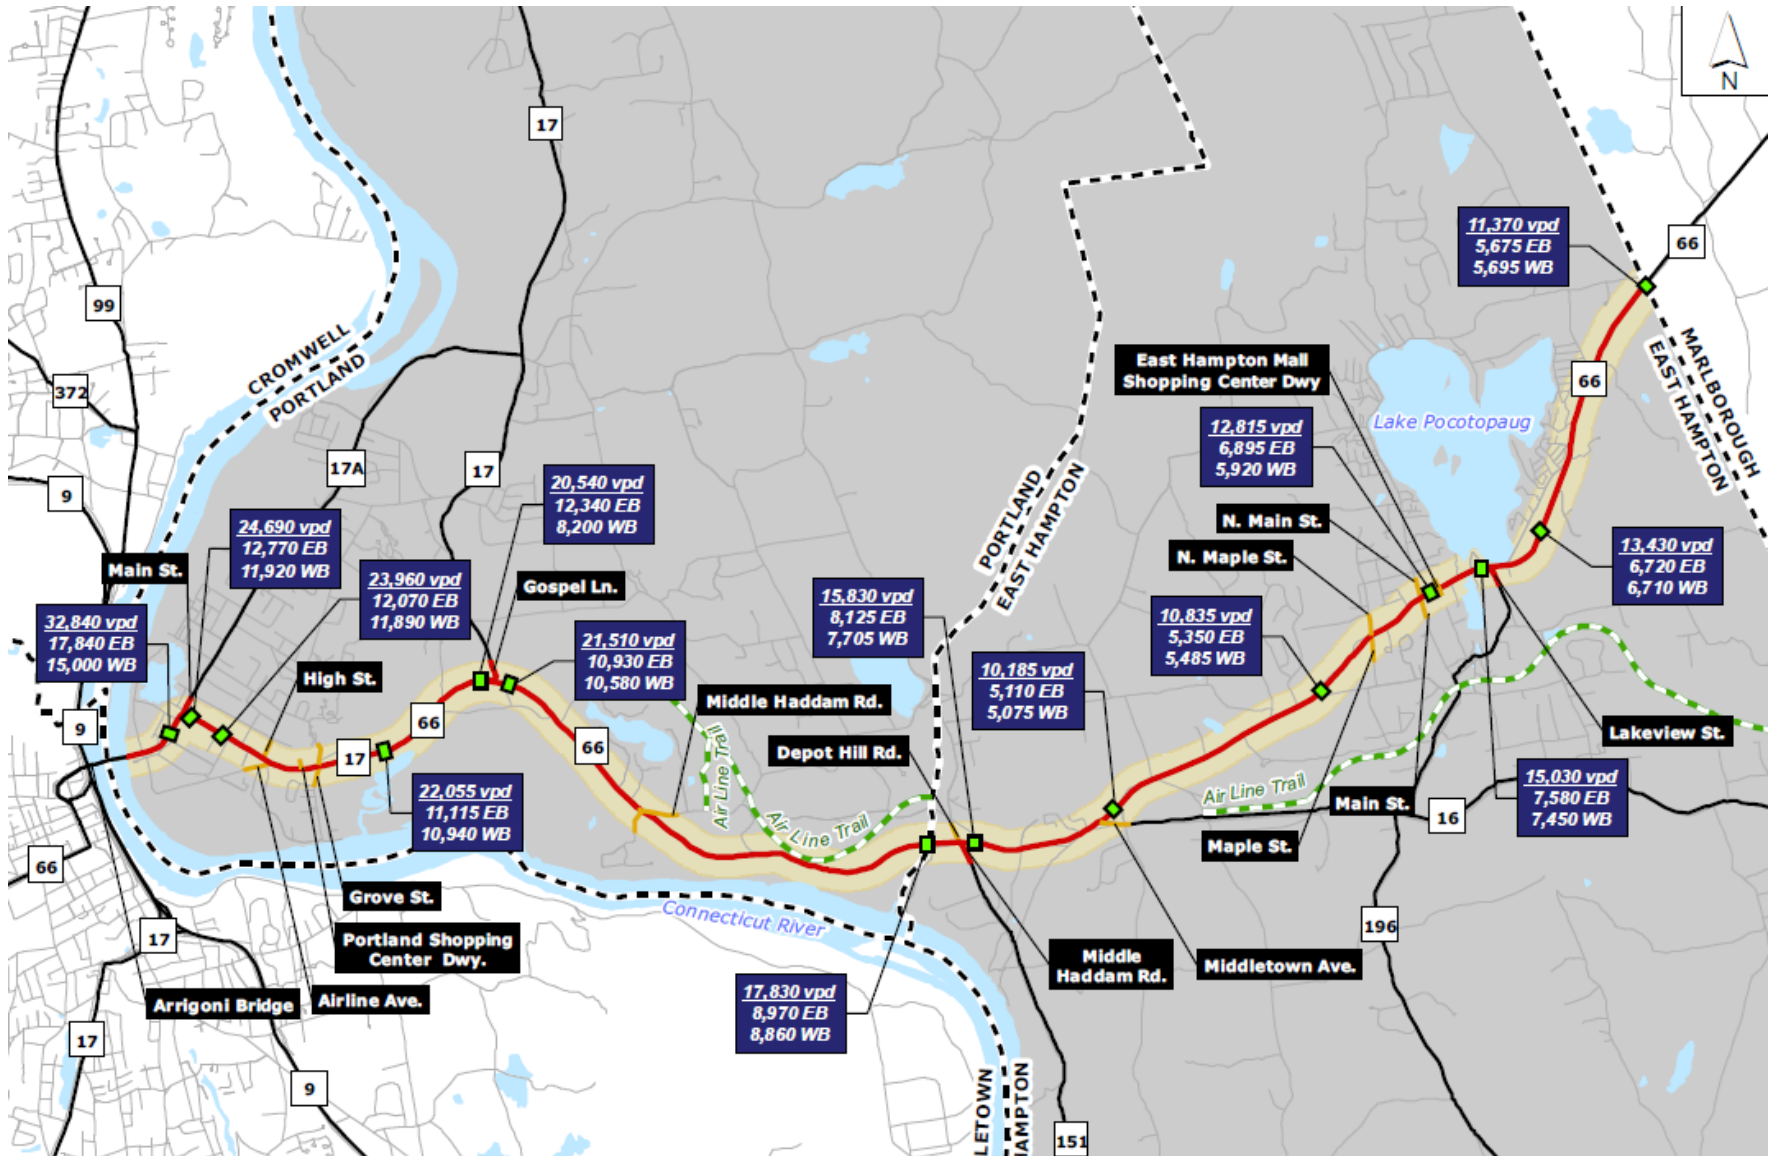 N
17
11,370 vpd
5,675 EB
5,695 WB
66
99
CROMWELL
PORTLAND
MARLBOROUGH
EAST HAMPTON
East Hampton Mall
Shopping Center Dwy
66
372
Lake Pocotopaug
12,815 vpd
6,895 EB
5,920 WB
17A
17
9
20,540 vpd
12,340 EB
8,200 WB
PORTLAND
EAST HAMPTON
N. Main St.
24,690 vpd
12,770 EB
11,920 WB
N. Maple St.
13,430 vpd
6,720 EB
6,710 WB
Main St.
23,960 vpd
12,070 EB
11,890 WB
Gospel Ln.
15,830 vpd
8,125 EB
7,705 WB
10,835 vpd
5,350 EB
5,485 WB
32,840 vpd
17,840 EB
15,000 WB
21,510 vpd
10,930 EB
10,580 WB
High St.
10,185 vpd
5,110 EB
5,075 WB
Middle Haddam Rd.
66
9
Lakeview St.
66
17
Depot Hill Rd.
Air Line Trail
Air Line Trail
Air Line Trail
22,055 vpd
11,115 EB
10,940 WB
15,030 vpd
7,580 EB
7,450 WB
Main St.
16
Maple St.
66
Grove St.
Connecticut River
196
17
Portland Shopping
Center Dwy.
Middle
Haddam Rd.
Middletown Ave.
Arrigoni Bridge
Airline Ave.
17,830 vpd
8,970 EB
8,860 WB
17
9
LETOWN
HAMPTON
151